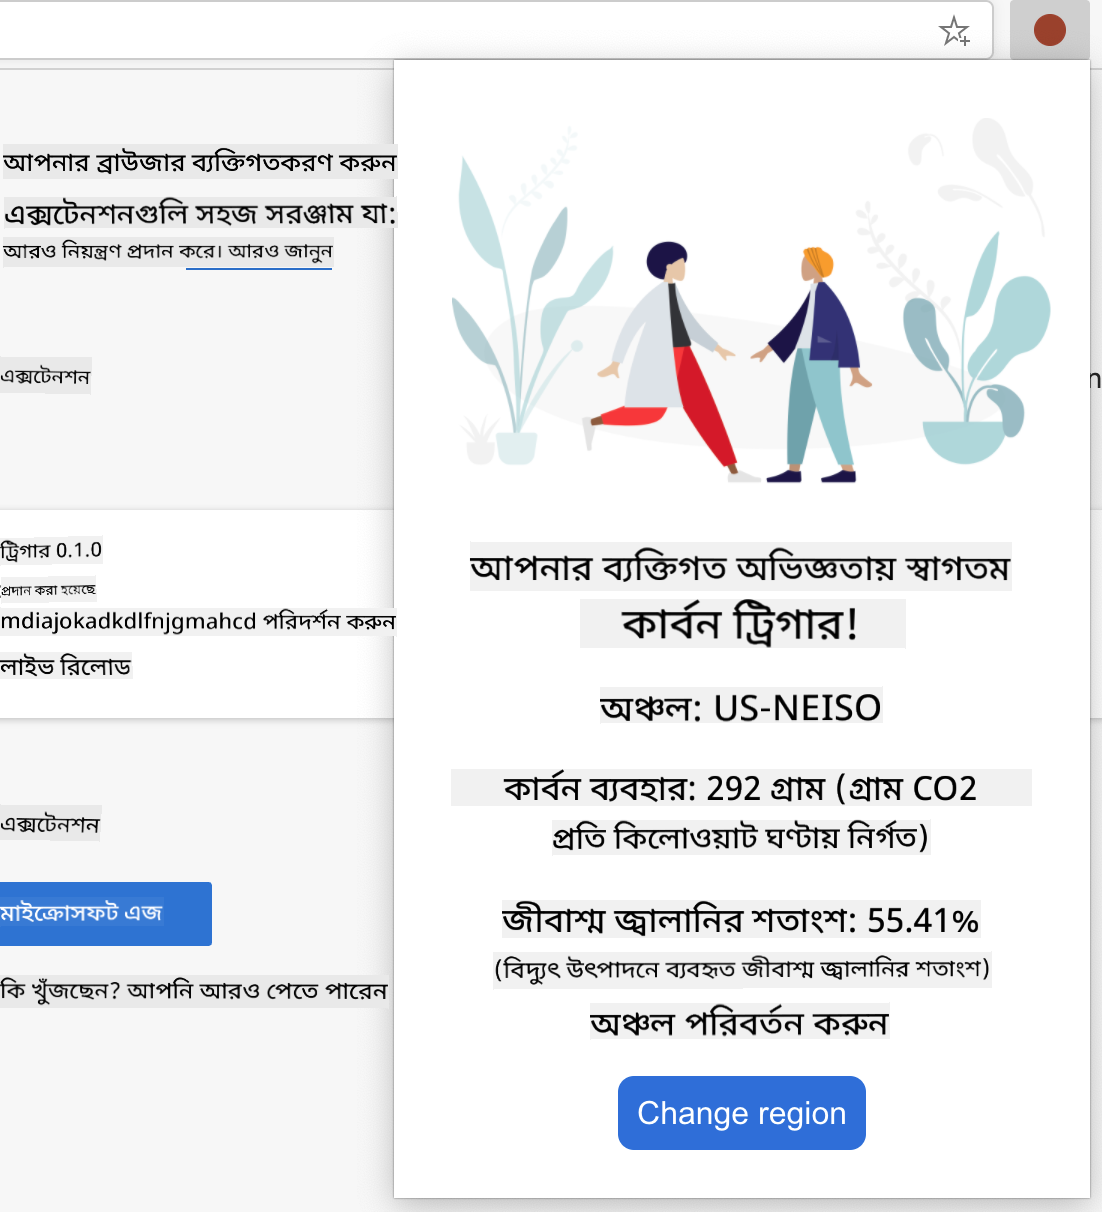 আপনার ব্রাউজার ব্যক্তিগতকরণ করুন
এক্সটেনশনগুলি সহজ সরঞ্জাম যা:
আরও নিয়ন্ত্রণ প্রদান করে। আরও জানুন
এক্সটেনশন
ট্রিগার 0.1.0
প্রদান করা হয়েছে
mdiajokadkdlfnjgmahcd পরিদর্শন করুন
লাইভ রিলোড
এক্সটেনশন
মাইক্রোসফট এজ
কি খুঁজছেন? আপনি আরও পেতে পারেন
আপনার ব্যক্তিগত অভিজ্ঞতায় স্বাগতম
কার্বন ট্রিগার!
অঞ্চল: US-NEISO
কার্বন ব্যবহার: 292 গ্রাম (গ্রাম CO2
প্রতি কিলোওয়াট ঘণ্টায় নির্গত)
জীবাশ্ম জ্বালানির শতাংশ: 55.41%
(বিদ্যুৎ উৎপাদনে ব্যবহৃত জীবাশ্ম জ্বালানির শতাংশ)
অঞ্চল পরিবর্তন করুন
Change region